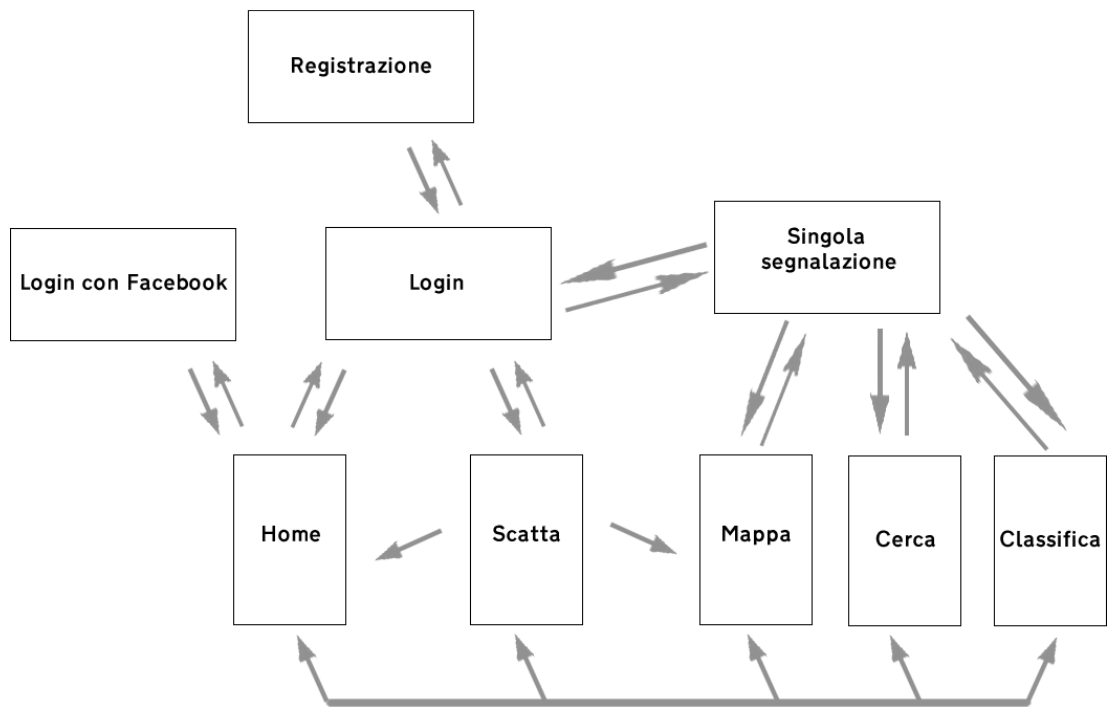 Registrazione
Login con Facebook
Login
Singola
segnalazione
Home
Scatta
Mappa
Cerca
Classifica